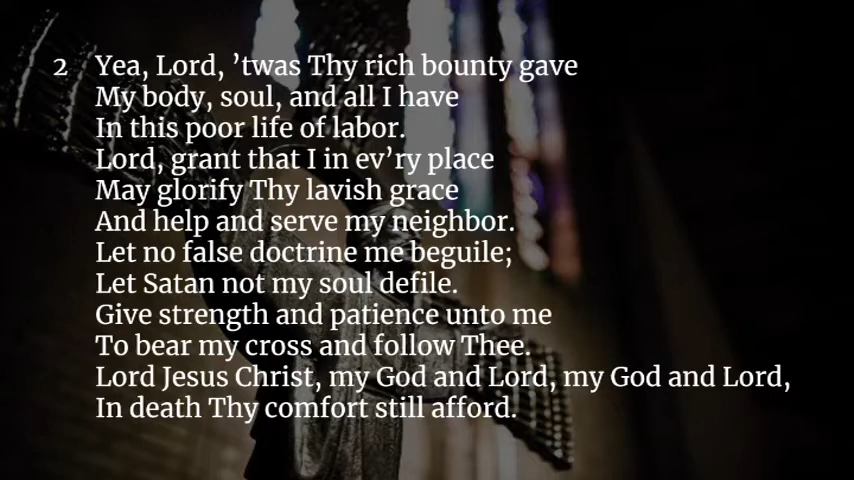 2 Yea, Lord, ’twas Thy rich bounty gave
My body, soul, and all I have
In this poor life of labor.
Lord, grant that I in ev’ry place
May glorify Thy lavish grace
And help and serve my neighbor.
Let no false doctrine me beguile;
Let Satan not my soul defile.
Give strength and patience unto me
To bear my cross and follow Thee.
Lord Jesus Christ, my God and Lord, my God and Lord,
In death Thy comfort still afford.